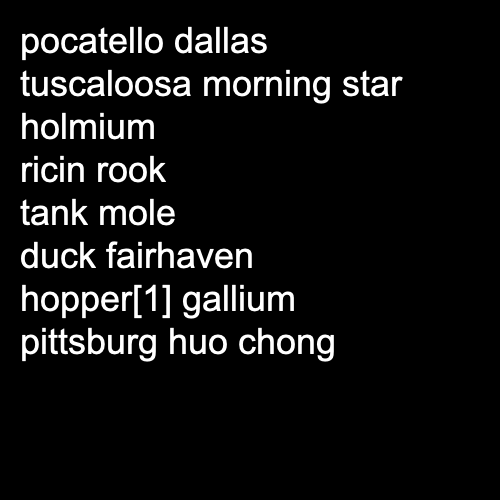 pocatello dallas
tuscaloosa morning star
holmium
ricin rook
tank mole
duck fairhaven
hopper[1] gallium
pittsburg huo chong